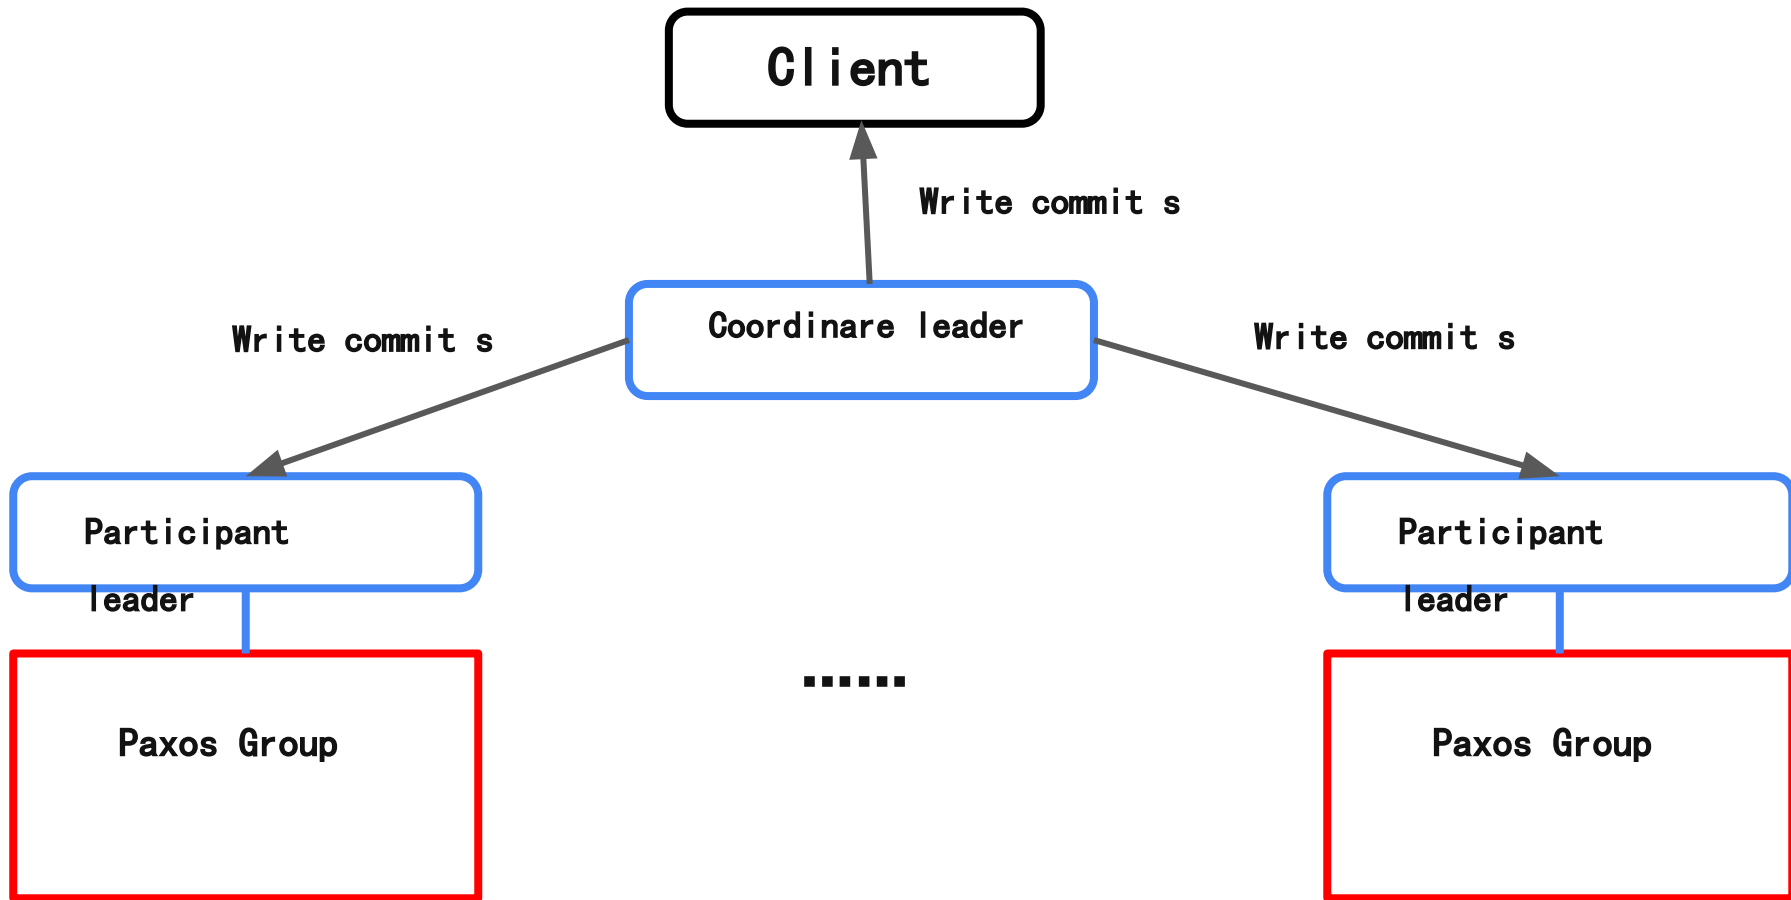 Client
Write commit s
Coordinare leader
Write commit s
Write commit s
Participant
leader
Participant
leader
......
Paxos Group
Paxos Group